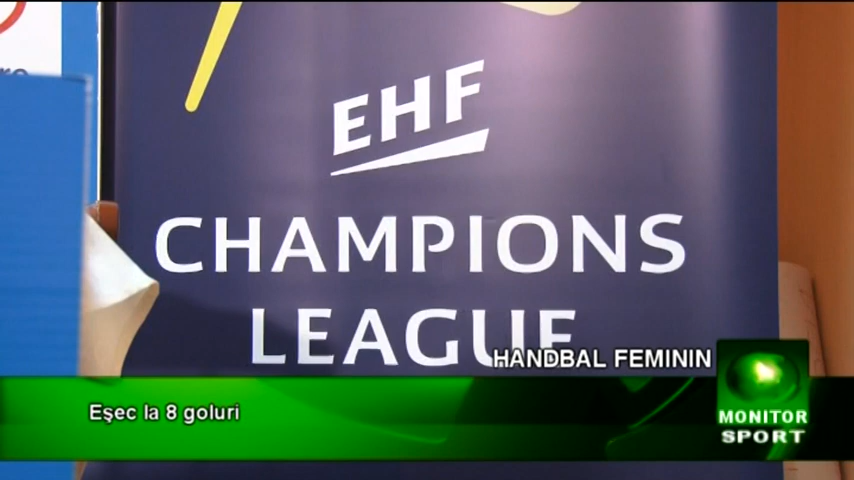 EHF
CHAMPIONS
LEAGUE
HANDBAL FEMININ
Eşec la 8 goluri
MONITOR
SPORT